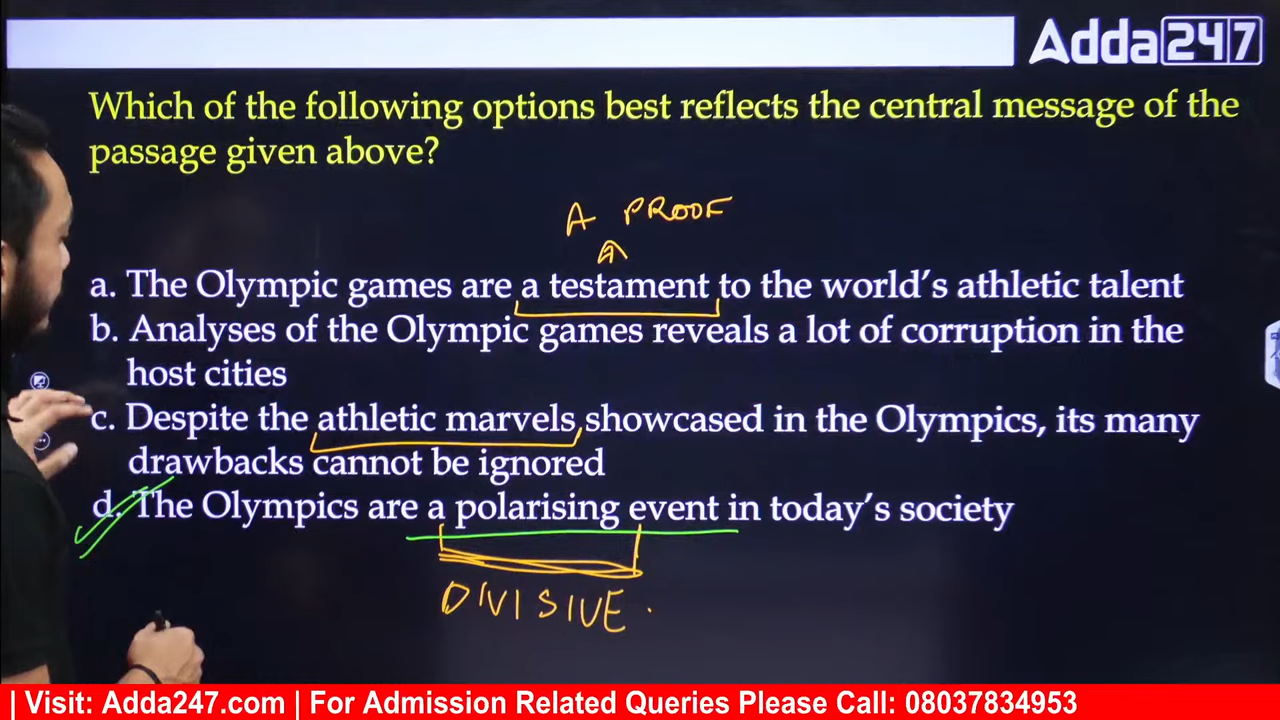 Adda247
Which of the following options best reflects the central message of the
passage given above?
A PROOF
a. The Olympic games are a testament to the world's athletic talent
b. Analyses of the Olympic games reveals a lot of corruption in the
host cities
c. Despite the athletic marvels showcased in the Olympics, its many
drawbacks cannot be ignored
d. The Olympics are a polarising event in today's society
DIVISIVE.
| Visit: Adda247.com | For Admission Related Queries Please Call: 08037834953